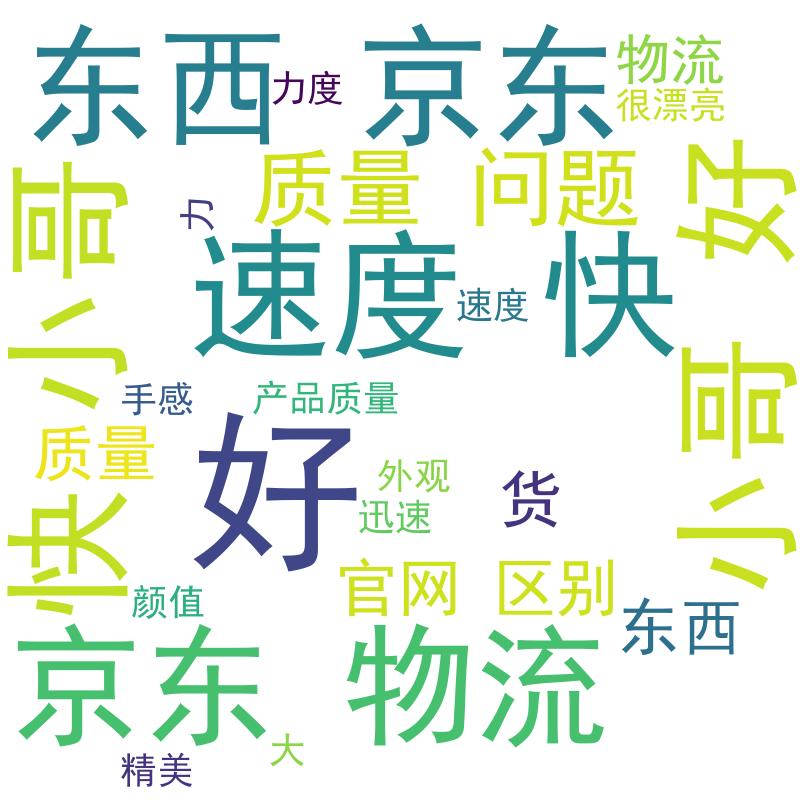 东西 京东
物流
力度
很漂亮
快 小哥
小哥 好
质量 问题
力
速度 快
速度
手感
产品质量
质量
好
外观
迅速
货
颜值
官网 区别
东西
京东 物流
精美
大